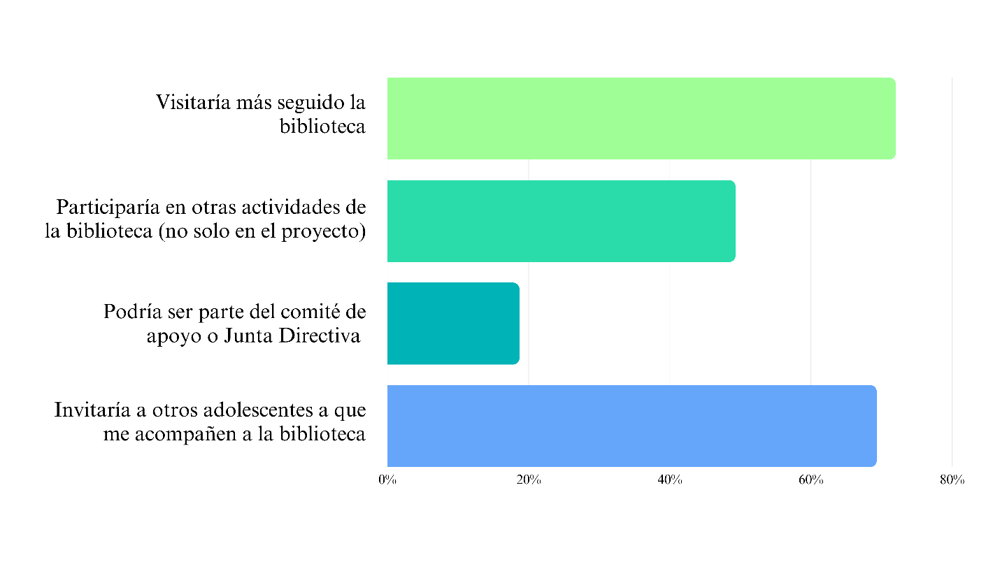 Visitaría más seguido la
biblioteca
Participaría en otras actividades de
la biblioteca (no solo en el proyecto)
Podría ser parte del comité de
apoyo o Junta Directiva
Invitaría a otros adolescentes a que
me acompañen a la biblioteca
0% 20% 40% 60% 80%